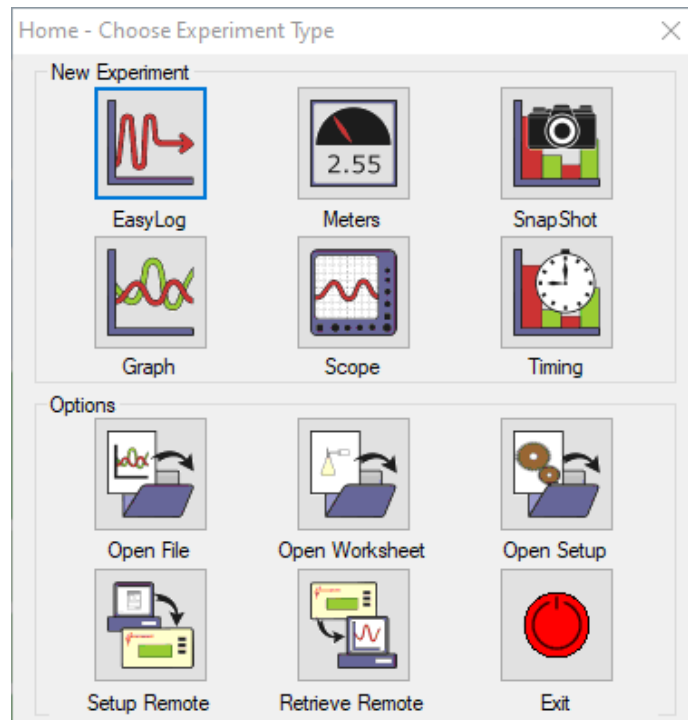 Home - Choose Experiment Type
New Experiment
2.55
EasyLog Meters SnapShot
Graph Scope Timing
Options
Open File Open Worksheet Open Setup
Setup Remote Retrieve Remote Exit